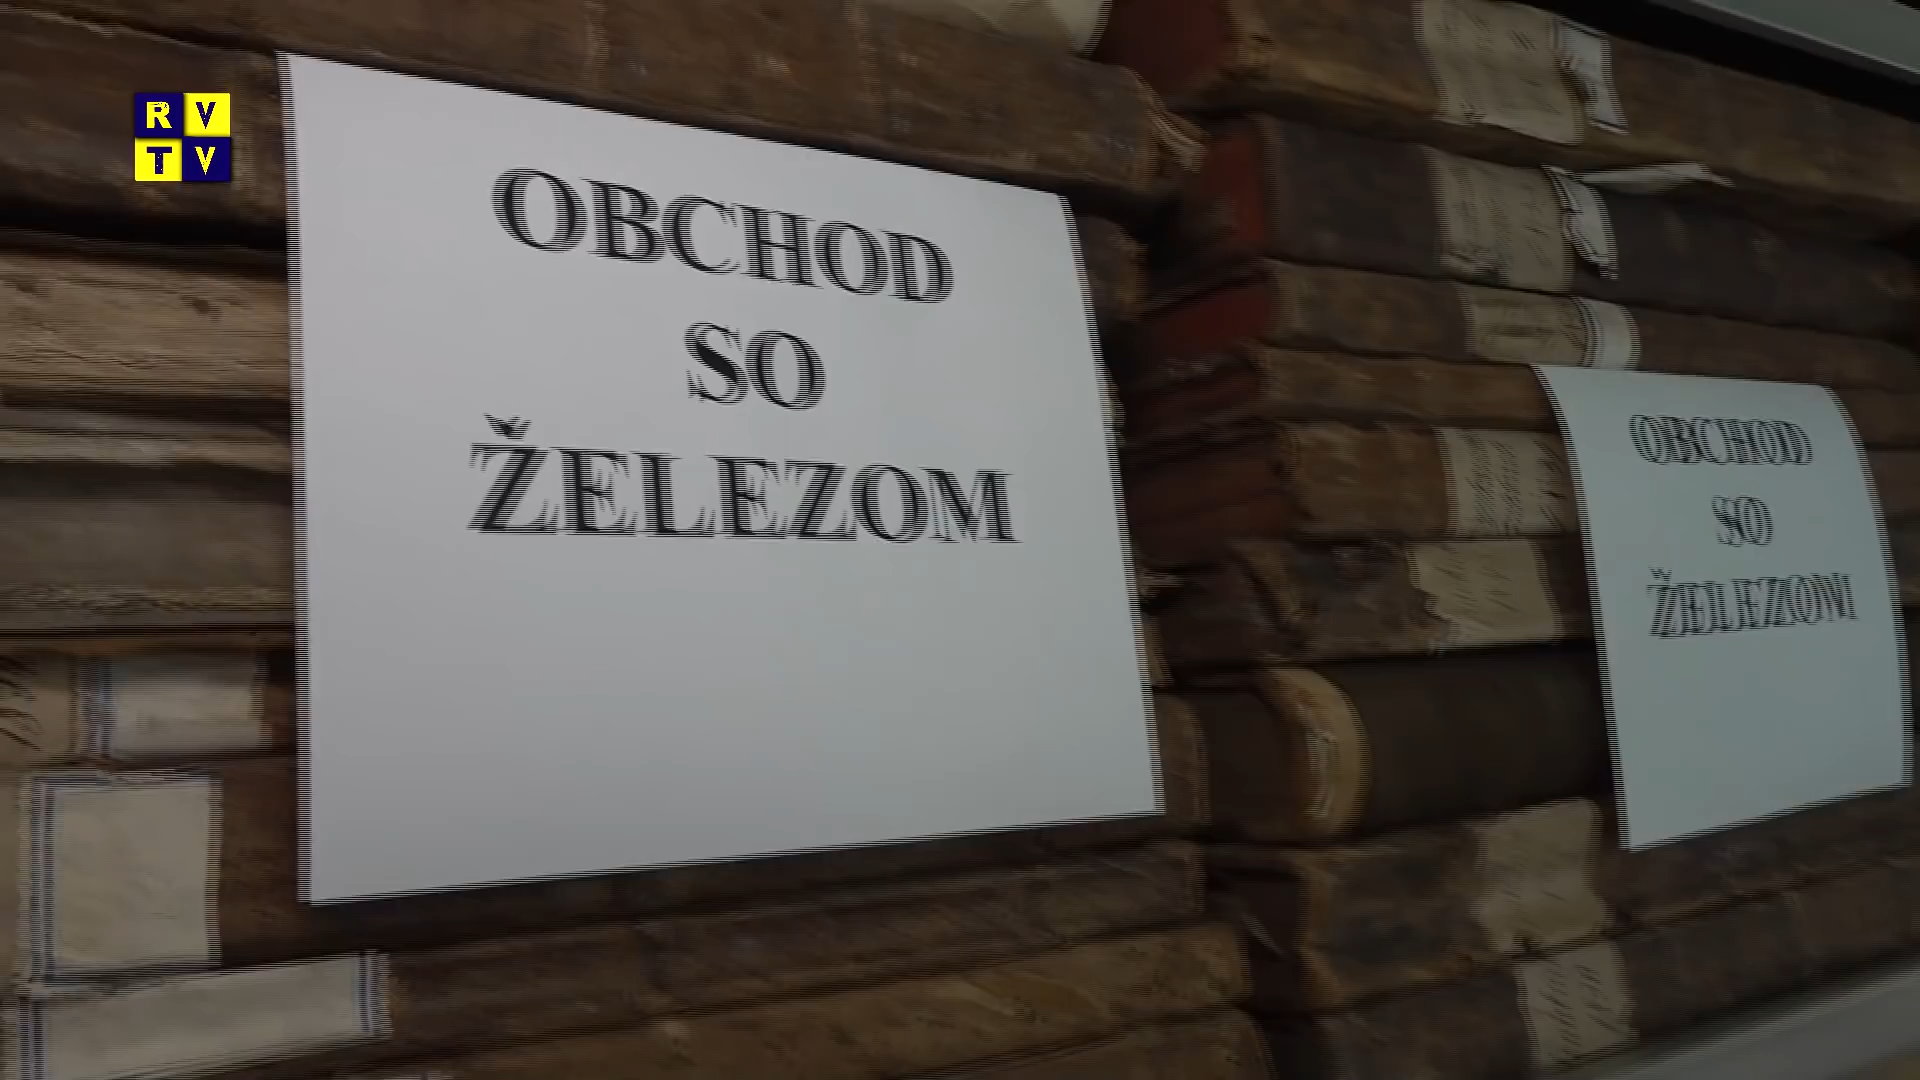 RV
TV
OBCHOD
SO
ŽELEZOM
OBCHOD
SO
ŽELEZOM